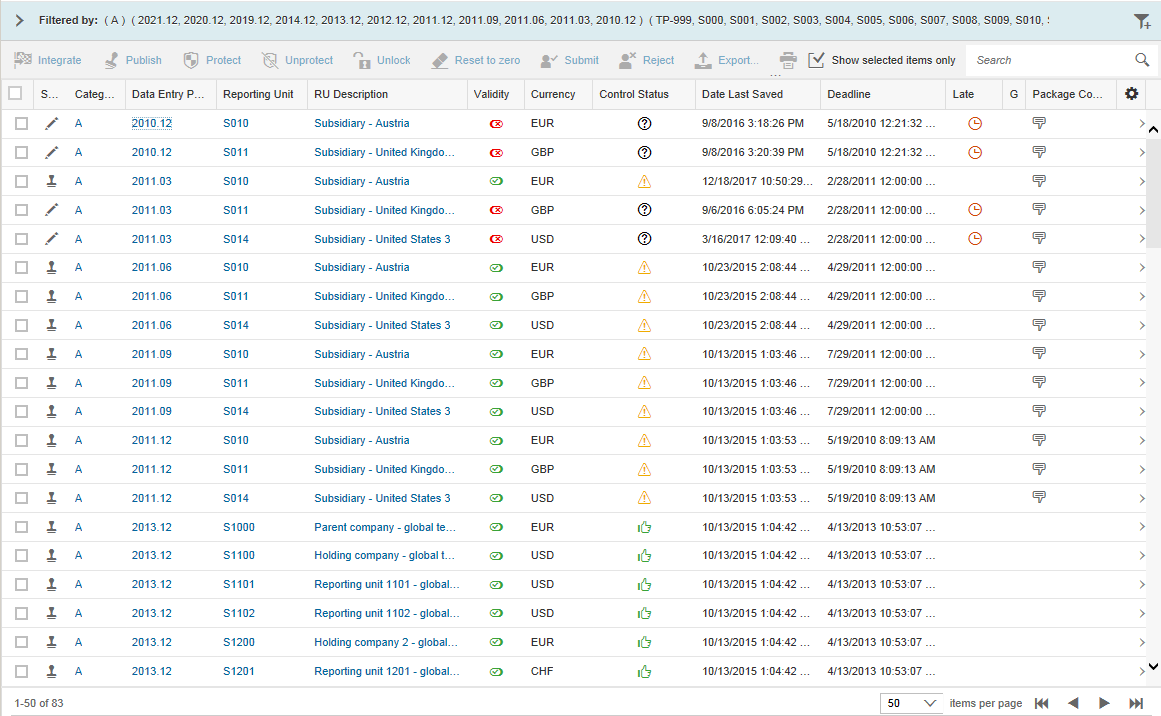 Filtered by: ( A ) ( 2021.12, 2020.12, 2019.12, 2014.12, 2013.12, 2012.12, 2011.12, 2011.09, 2011.06, 2011.03, 2010.12 ) ( TP-999, S000, S001, S002, S003, S004, S005, S006, S007, S008, S009, S010,
Integrate Publish Protect Unprotect Unlock Reset to zero Submit Reject Export... ... Show selected items only Search
S... Categ... Data Entry P... Reporting Unit RU Description Validity Currency Control Status Date Last Saved Deadline Late G Package Co...
A 2010.12 S010 Subsidiary - Austria EUR 9/8/2016 3:18:26 PM 5/18/2010 12:21:32 ...
A 2010.12 S011 Subsidiary - United Kingdo... GBP 9/8/2016 3:20:39 PM 5/18/2010 12:21:32 ...
A 2011.03 S010 Subsidiary - Austria EUR 12/18/2017 10:50:29... 2/28/2011 12:00:00 ...
A 2011.03 S011 Subsidiary - United Kingdo... GBP 9/6/2016 6:05:24 PM 2/28/2011 12:00:00 ...
A 2011.03 S014 Subsidiary - United States 3 USD 3/16/2017 12:09:40 ... 2/28/2011 12:00:00 ...
A 2011.06 S010 Subsidiary - Austria EUR 10/23/2015 2:08:44 ... 4/29/2011 12:00:00 ...
A 2011.06 S011 Subsidiary - United Kingdo... GBP 10/23/2015 2:08:44 ... 4/29/2011 12:00:00 ...
A 2011.06 S014 Subsidiary - United States 3 USD 10/23/2015 2:08:44 ... 4/29/2011 12:00:00 ...
A 2011.09 S010 Subsidiary - Austria EUR 10/13/2015 1:03:46 ... 7/29/2011 12:00:00 ...
A 2011.09 S011 Subsidiary - United Kingdo... GBP 10/13/2015 1:03:46 ... 7/29/2011 12:00:00 ...
A 2011.09 S014 Subsidiary - United States 3 USD 10/13/2015 1:03:46 ... 7/29/2011 12:00:00 ...
A 2011.12 S010 Subsidiary - Austria EUR 10/13/2015 1:03:53 ... 5/19/2010 8:09:13 AM
A 2011.12 S011 Subsidiary - United Kingdo... GBP 10/13/2015 1:03:53 ... 5/19/2010 8:09:13 AM
A 2011.12 S014 Subsidiary - United States 3 USD 10/13/2015 1:03:53 ... 5/19/2010 8:09:13 AM
A 2013.12 S1000 Parent company - global te... EUR 10/13/2015 1:04:42 ... 4/13/2013 10:53:07 ...
A 2013.12 S1100 Holding company - global t... USD 10/13/2015 1:04:42 ... 4/13/2013 10:53:07 ...
A 2013.12 S1101 Reporting unit 1101 - global... USD 10/13/2015 1:04:42 ... 4/13/2013 10:53:07 ...
A 2013.12 S1102 Reporting unit 1102 - global... USD 10/13/2015 1:04:42 ... 4/13/2013 10:53:07 ...
A 2013.12 S1200 Holding company 2 - global... EUR 10/13/2015 1:04:42 ... 4/13/2013 10:53:07 ...
A 2013.12 S1201 Reporting unit 1201 - global... CHF 10/13/2015 1:04:42 ... 4/13/2013 10:53:07 ...
1-50 of 83 50 items per page